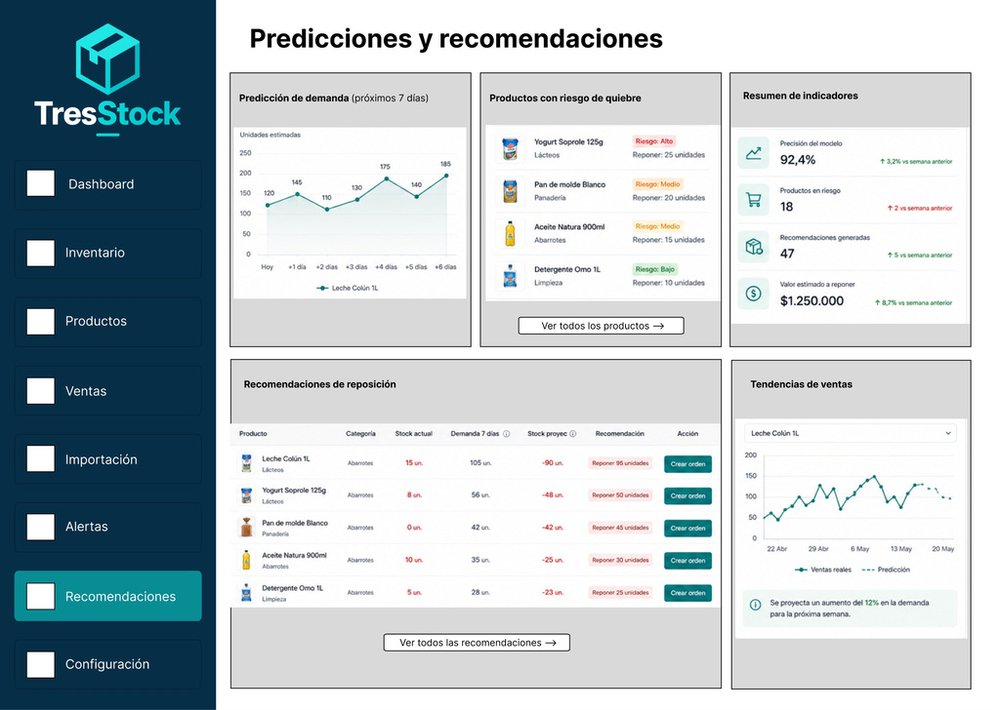 TresStock
Dashboard
Inventario
Productos
Ventas
Importación
Alertas
Recomendaciones
Configuración
Predicciones y recomendaciones
Predicción de demanda (próximos 7 días)
Unidades estimadas
250
200
150
100
50
0
120
145
110
130
175
140
185
Hoy +1 día +2 días +3 días +4 días +5 días +6 días
Leche Colún 1L
Productos con riesgo de quiebre
Yogurt Soprole 125g Riesgo: Alto
Lácteos Reponer: 25 unidades
Pan de molde Blanco Riesgo: Medio
Panadería Reponer: 20 unidades
Aceite Natura 900ml Riesgo: Medio
Abarrotes Reponer: 15 unidades
Detergente Omo 1L Riesgo: Bajo
Limpieza Reponer: 10 unidades
Ver todos los productos →
Resumen de indicadores
Precisión del modelo
92,4% ↑ 3,2% vs semana anterior
Productos en riesgo
18 ↑ 2 vs semana anterior
Recomendaciones generadas
47 ↑ 5 vs semana anterior
Valor estimado a reponer
$1.250.000 ↑ 8,7% vs semana anterior
Recomendaciones de reposición
Producto Categoría Stock actual Demanda 7 días Stock proyec Recomendación Acción
Leche Colún 1L
Lácteos Abarrotes 15 un. 105 un. -90 un. Reponer 95 unidades Crear orden
Yogurt Soprole 125g
Lácteos Abarrotes 8 un. 56 un. -48 un. Reponer 50 unidades Crear orden
Pan de molde Blanco
Panadería Abarrotes 0 un. 42 un. -42 un. Reponer 45 unidades Crear orden
Aceite Natura 900ml
Abarrotes Abarrotes 10 un. 35 un. -25 un. Reponer 30 unidades Crear orden
Detergente Omo 1L
Limpieza Abarrotes 5 un. 28 un. -23 un. Reponer 25 unidades Crear orden
Ver todos las recomendaciones →
Tendencias de ventas
Leche Colún 1L
200
150
100
50
0
22 Abr 29 Abr 6 May 13 May 20 May
Ventas reales Predicción
Se proyecta un aumento del 12% en la demanda
para la próxima semana.